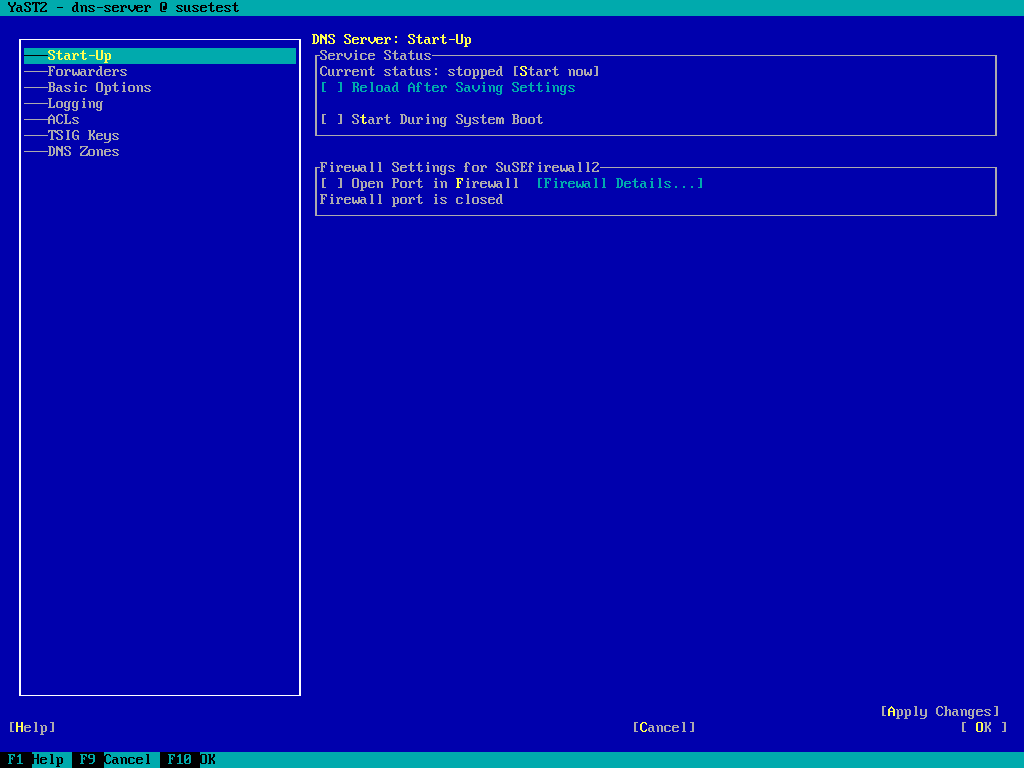 YaST2 - dns-server @ susetest
Start-Up
Forwarders
Basic Options
Logging
ACLs
TSIG Keys
DNS Zones
DNS Server: Start-Up
Service Status
Current status: stopped [Start now]
[ ] Reload After Saving Settings
[ ] Start During System Boot
Firewall Settings for SuSEfirewall2
[ ] Open Port in Firewall [Firewall Details...]
Firewall port is closed
[Apply Changes]
[Help] [Cancel] [ OK ]
F1 Help F9 Cancel F10 OK